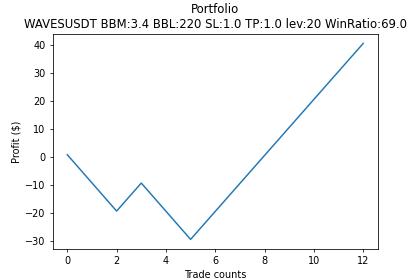 Portfolio
WAVESUSDT BBM:3.4 BBL:220 SL:1.0 TP:1.0 lev:20 WinRatio:69.0
40
30
20
10
0
−10
−20
−30
Profit ($)
0 2 4 6 8 10 12
Trade counts